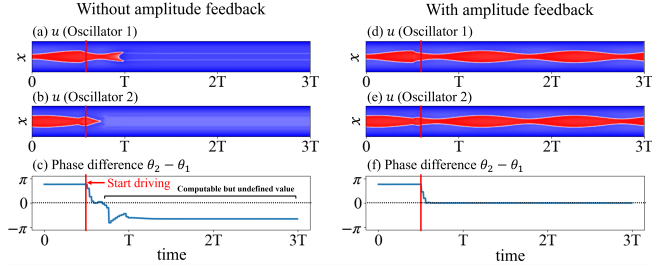 Without amplitude feedback
(a) u (Oscillator 1)
x
0 T 2T 3T
(b) u (Oscillator 2)
x
0 T 2T 3T
(c) Phase difference θ₂ − θ₁
π
0
−π
Start driving
Computable but undefined value
0 T 2T 3T
time
With amplitude feedback
(d) u (Oscillator 1)
x
0 T 2T 3T
(e) u (Oscillator 2)
x
0 T 2T 3T
(f) Phase difference θ₂ − θ₁
π
0
−π
0 T 2T 3T
time